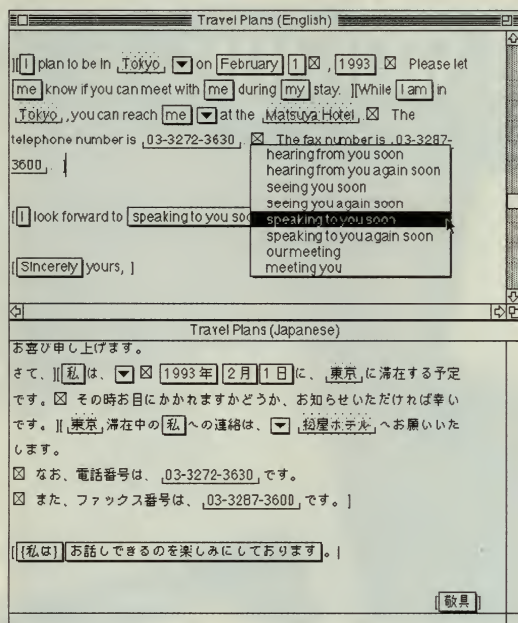 Travel Plans (English)
][ I plan to be in Tokyo, ▼ on February 1 ☒ , 1993 ☒ Please let
me know if you can meet with me during my stay. ][While I am in
Tokyo, you can reach me ▼ at the Matsuya Hotel. ☒ The
telephone number is 03-3272-3630. ☒ The fax number is 03-3287-
3600.
[ I look forward to speaking to you soo
hearing from you soon
hearing from you again soon
seeing you soon
seeing you again soon
speaking to you soon
speaking to you again soon
our meeting
meeting you
[ Sincerely yours, ]
Travel Plans (Japanese)
お喜び申し上げます。
さて、][ 私 は、 ▼ ☒ 1993年 2月 1日 に、 東京 に滞在する予定
です。☒ その時お目にかかれますかどうか、お知らせいただければ幸い
です。][ 東京 滞在中の 私 への連絡は、 ▼ 松屋ホテル へお願いいた
します。
☒ なお、電話番号は、 03-3272-3630 です。
☒ また、ファックス番号は、 03-3287-3600 です。]
[ {私は} お話しできるのを楽しみにしております 。]
[ 敬具 ]